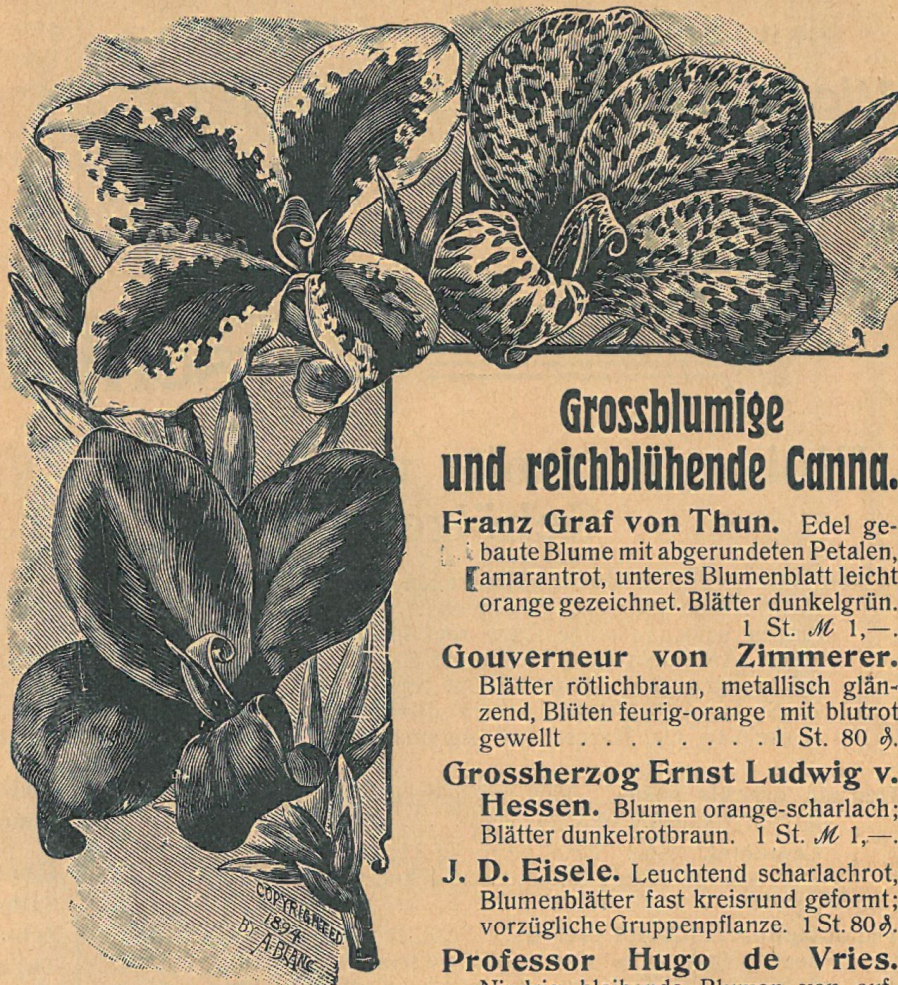 Grossblumige
und reichblühende Canna.
Franz Graf von Thun. Edel ge-
baute Blume mit abgerundeten Petalen,
amarantrot, unteres Blumenblatt leicht
orange gezeichnet. Blätter dunkelgrün.
1 St. ℳ 1,—.
Gouverneur von Zimmerer.
Blätter rötlichbraun, metallisch glän-
zend, Blüten feurig-orange mit blutrot
gewellt . . . . . . . . 1 St. 80 ₰.
Grossherzog Ernst Ludwig v.
Hessen. Blumen orange-scharlach;
Blätter dunkelrotbraun. 1 St. ℳ 1,—.
J. D. Eisele. Leuchtend scharlachrot,
Blumenblätter fast kreisrund geformt;
vorzügliche Gruppenpflanze. 1 St. 80 ₰.
Professor Hugo de Vries.
COPYRIGHTED
1894
BY A. BLANC